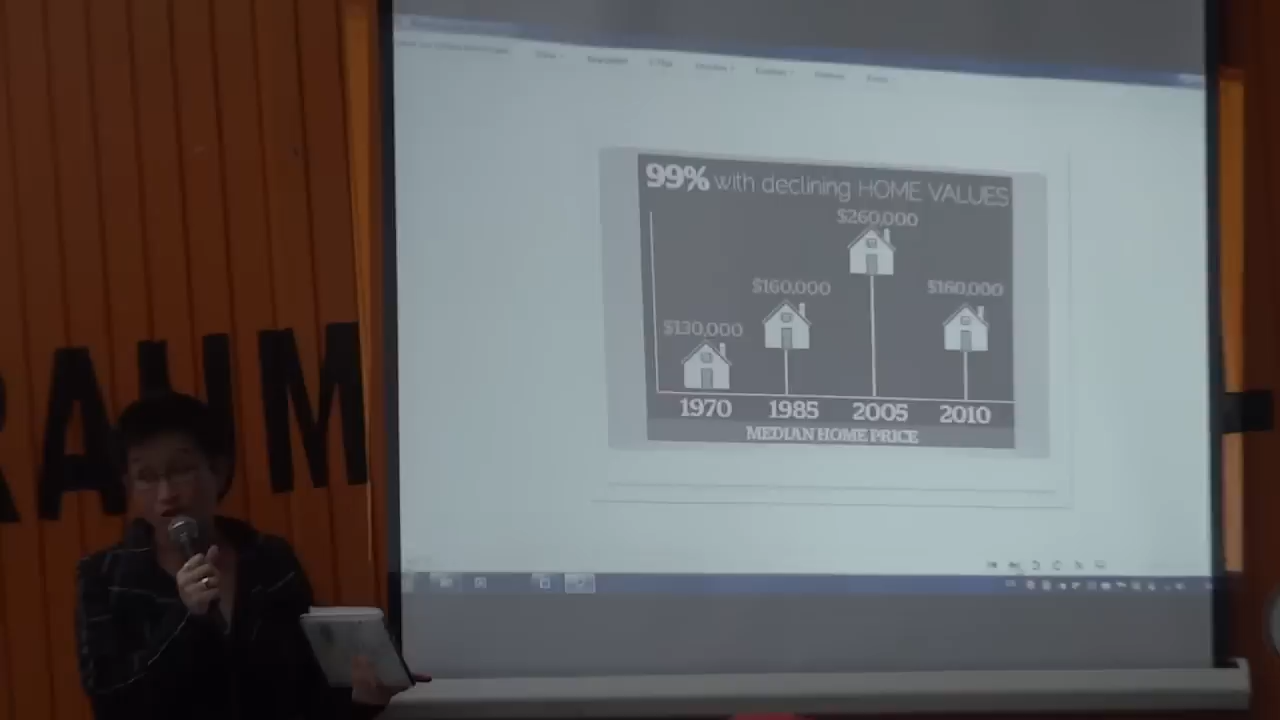 99% with declining HOME VALUES
$260,000
$160,000
$160,000
$130,000
1970 1985 2005 2010
MEDIAN HOME PRICE
RAUM